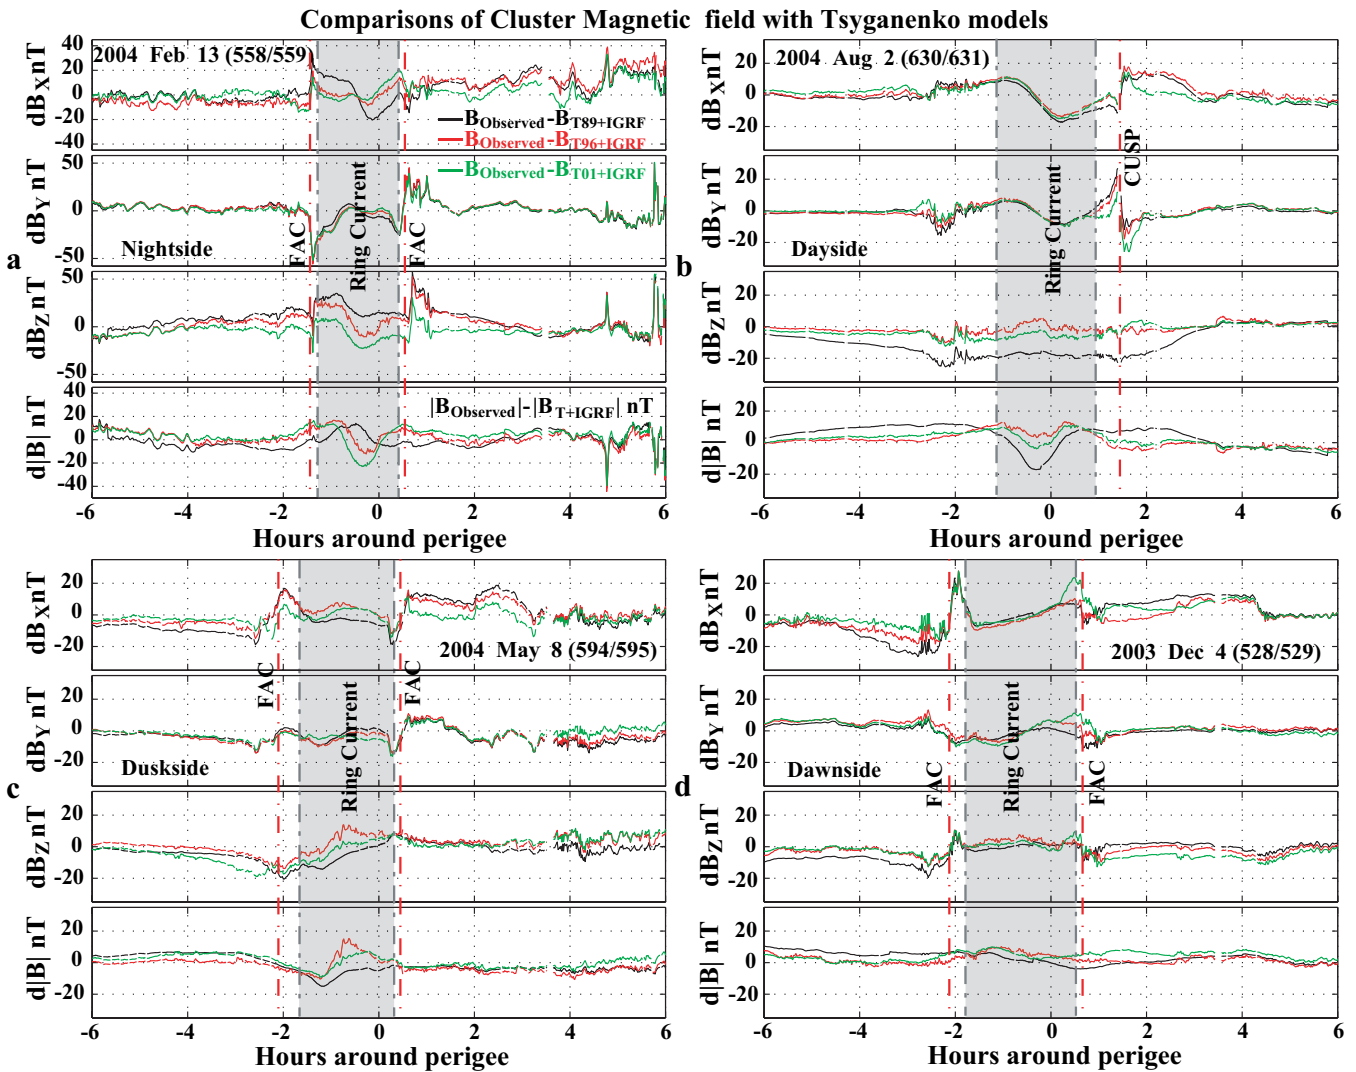 Comparisons of Cluster Magnetic field with Tsyganenko models
a
2004 Feb 13 (558/559)
dBX nT
40
20
0
-20
-40
BObserved-BT89+IGRF
BObserved-BT96+IGRF
BObserved-BT01+IGRF
dBY nT
50
0
-50
Nightside
FAC
Ring Current
FAC
dBZ nT
50
0
-50
d|B| nT
40
20
0
-20
-40
|BObserved|-|BT+IGRF| nT
-6 -4 -2 0 2 4 6
Hours around perigee
b
2004 Aug 2 (630/631)
dBX nT
20
0
-20
dBY nT
20
0
-20
Dayside
Ring Current
CUSP
dBZ nT
20
0
-20
d|B| nT
20
0
-20
-6 -4 -2 0 2 4 6
Hours around perigee
c
dBX nT
20
0
-20
2004 May 8 (594/595)
dBY nT
20
0
-20
Duskside
FAC
Ring Current
FAC
dBZ nT
20
0
-20
d|B| nT
20
0
-20
-6 -4 -2 0 2 4 6
Hours around perigee
d
dBX nT
20
0
-20
2003 Dec 4 (528/529)
dBY nT
20
0
-20
Dawnside
FAC
Ring Current
FAC
dBZ nT
20
0
-20
d|B| nT
20
0
-20
-6 -4 -2 0 2 4 6
Hours around perigee